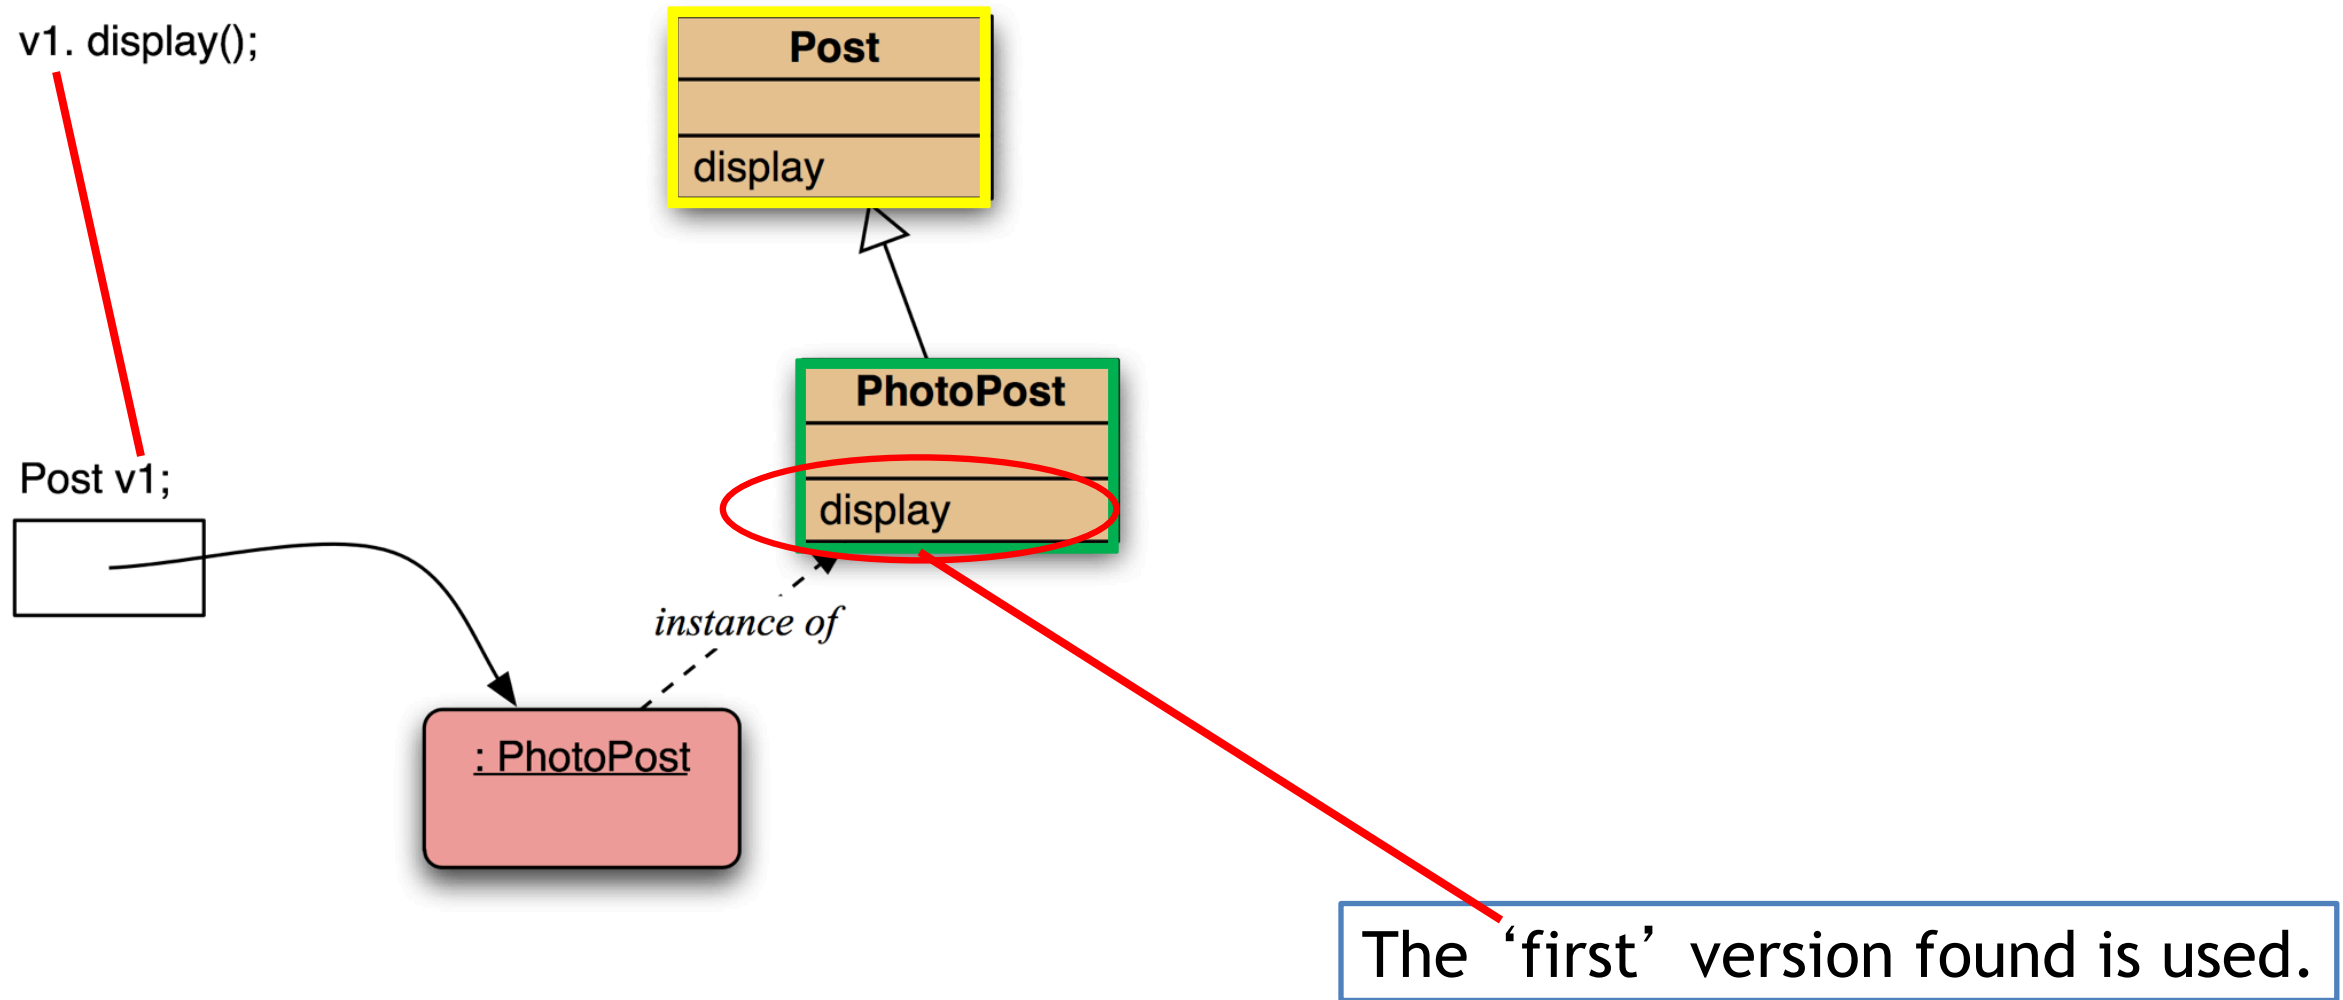 v1. display();
Post
display
PhotoPost
display
Post v1;
instance of
: PhotoPost
The ‘first’ version found is used.